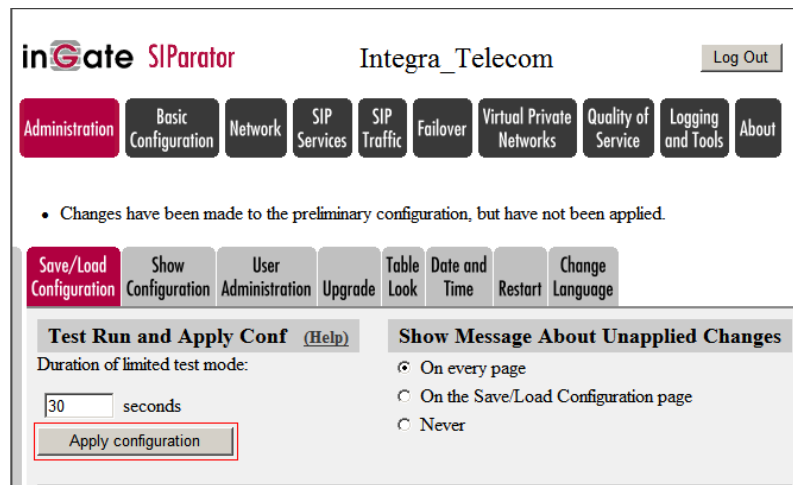 inGate SIParator Integra_Telecom Log Out
Administration Basic Configuration Network SIP Services SIP Traffic Failover Virtual Private Networks Quality of Service Logging and Tools About
• Changes have been made to the preliminary configuration, but have not been applied.
Save/Load Configuration Show Configuration User Administration Upgrade Table Look Date and Time Restart Change Language
Test Run and Apply Conf (Help)
Duration of limited test mode:
30 seconds
Apply configuration
Show Message About Unapplied Changes
On every page
On the Save/Load Configuration page
Never